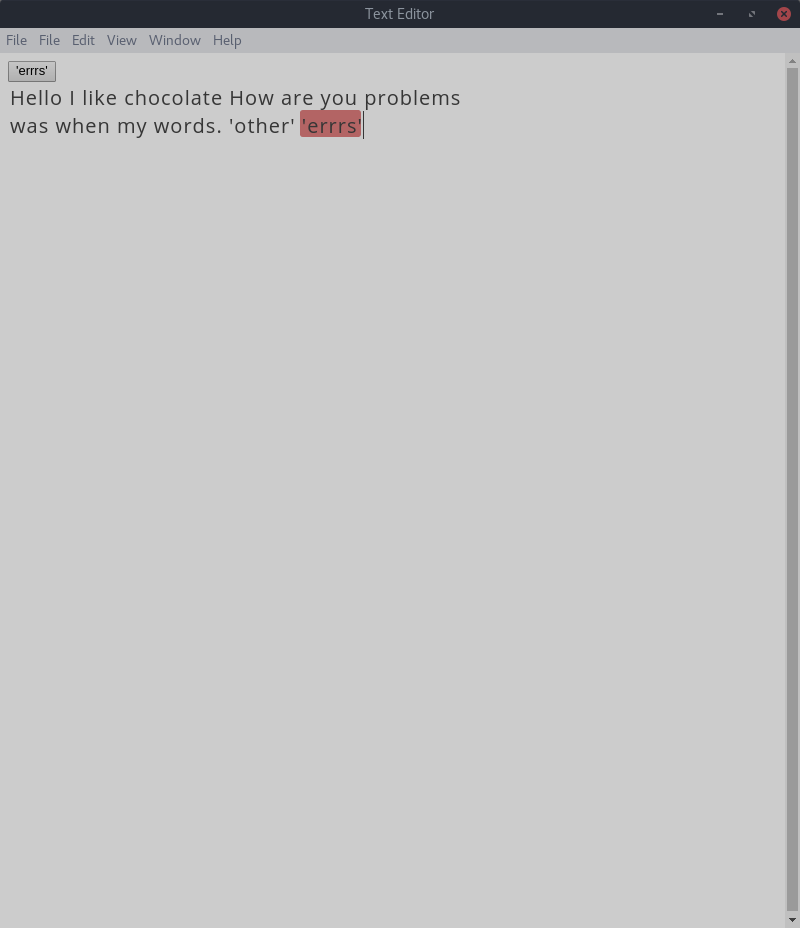 Text Editor
File File Edit View Window Help
'errrs'
Hello I like chocolate How are you problems
was when my words. 'other' 'errrs'